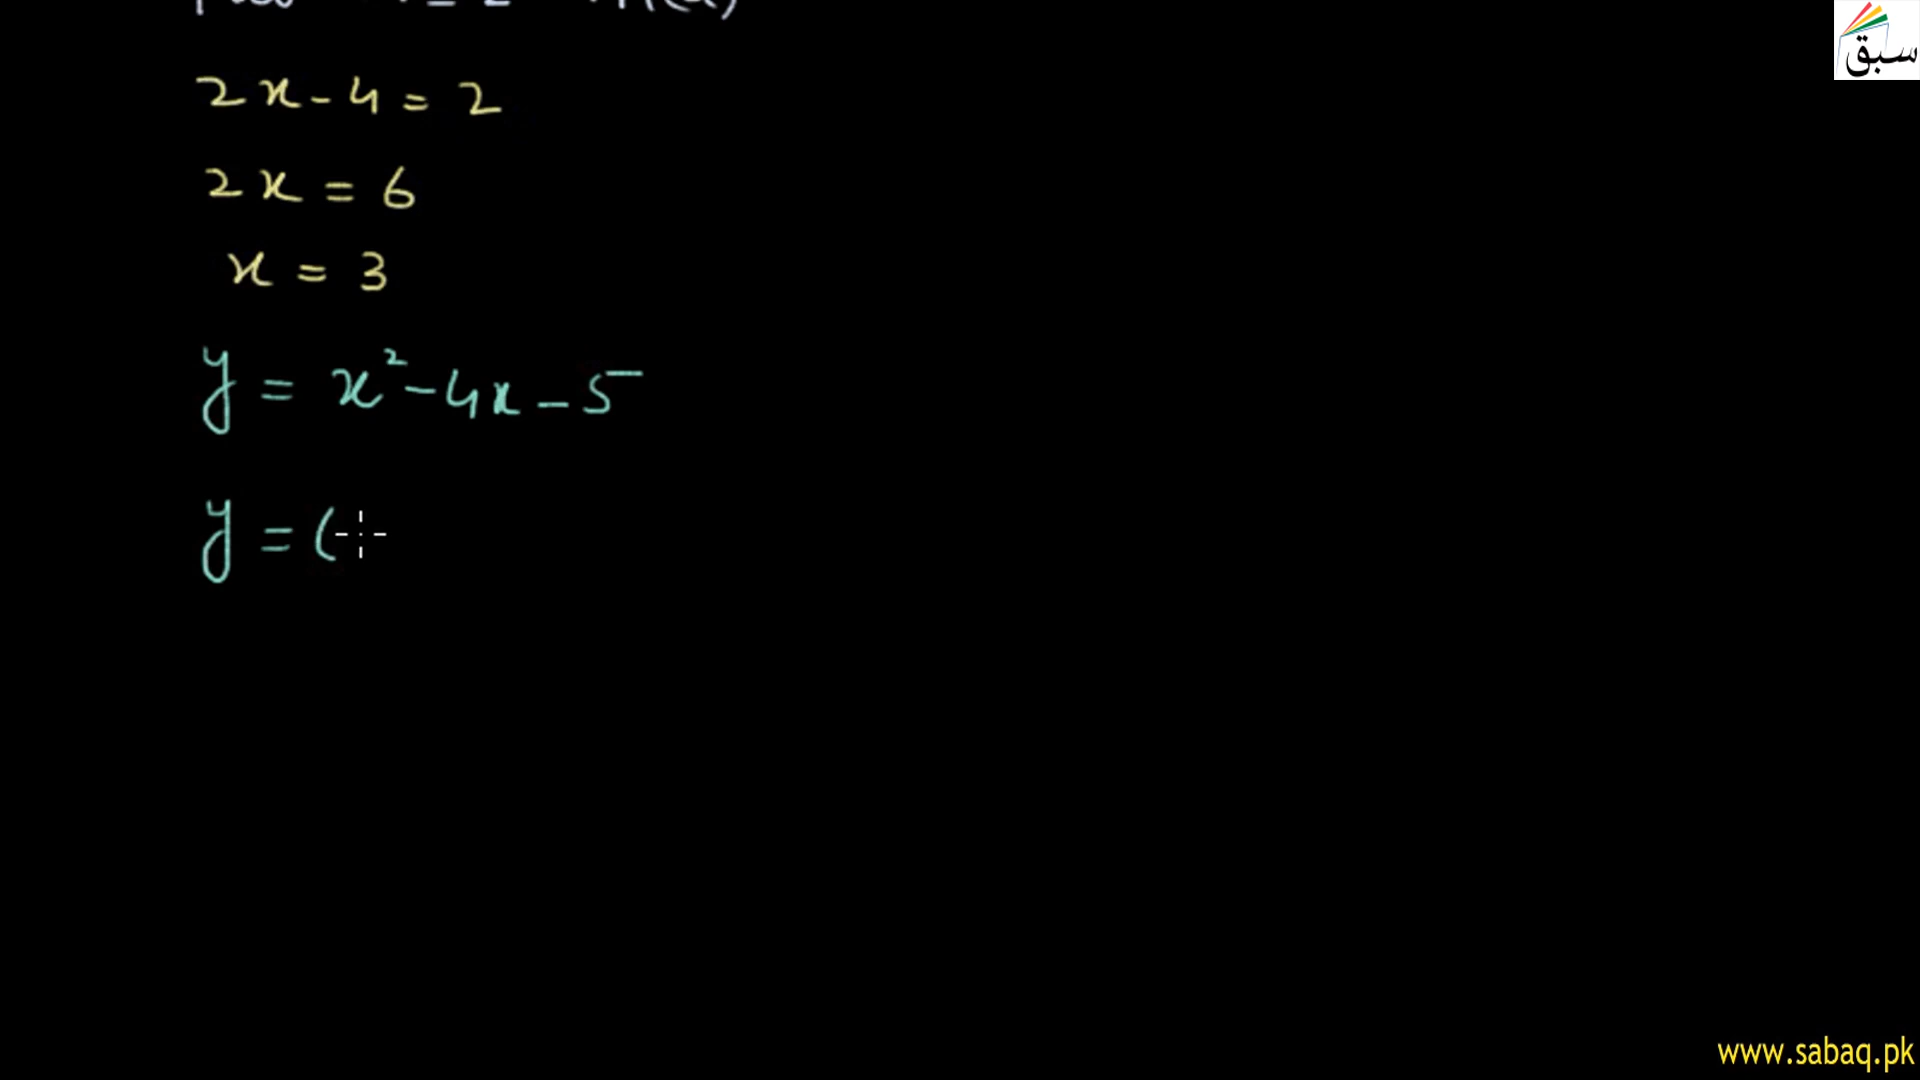 سبق
2x - 4 = 2
2x = 6
x = 3
y = x² - 4x - 5
y = (
www.sabaq.pk